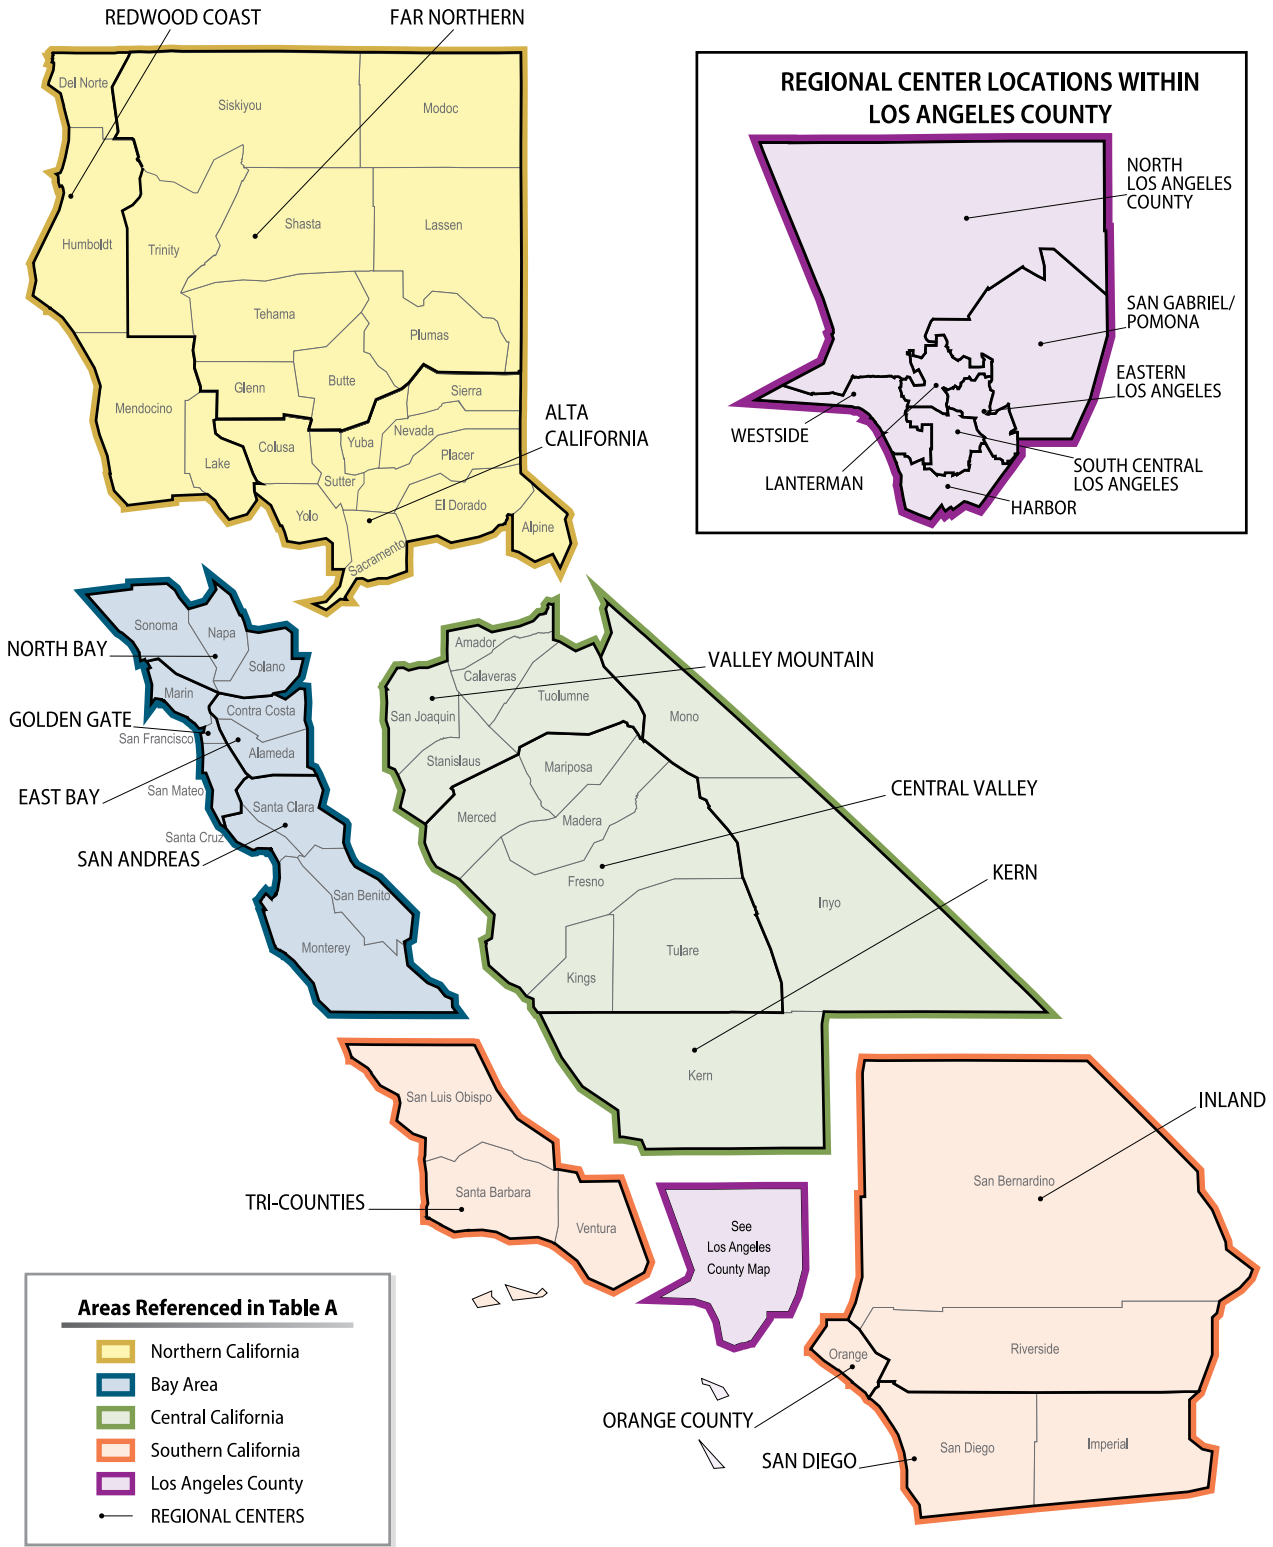 REDWOOD COAST
FAR NORTHERN
Del Norte
Siskiyou
Modoc
Humboldt
Trinity
Shasta
Lassen
Tehama
Plumas
Glenn
Butte
Sierra
Mendocino
Colusa
Yuba
Nevada
Lake
Placer
Sutter
Yolo
El Dorado
Alpine
Sacramento
ALTA
CALIFORNIA
REGIONAL CENTER LOCATIONS WITHIN
LOS ANGELES COUNTY
NORTH
LOS ANGELES
COUNTY
SAN GABRIEL/
POMONA
EASTERN
LOS ANGELES
WESTSIDE
LANTERMAN
SOUTH CENTRAL
LOS ANGELES
HARBOR
Sonoma
Napa
Solano
NORTH BAY
Marin
Contra Costa
GOLDEN GATE
San Francisco
Alameda
EAST BAY
San Mateo
Santa Clara
Santa Cruz
SAN ANDREAS
San Benito
Monterey
Amador
Calaveras
Tuolumne
San Joaquin
Mono
Stanislaus
Mariposa
Merced
Madera
Fresno
Inyo
Tulare
Kings
Kern
VALLEY MOUNTAIN
CENTRAL VALLEY
KERN
San Luis Obispo
Santa Barbara
Ventura
TRI-COUNTIES
See
Los Angeles
County Map
INLAND
San Bernardino
Riverside
Orange
ORANGE COUNTY
San Diego
Imperial
SAN DIEGO
Areas Referenced in Table A
Northern California
Bay Area
Central California
Southern California
Los Angeles County
REGIONAL CENTERS